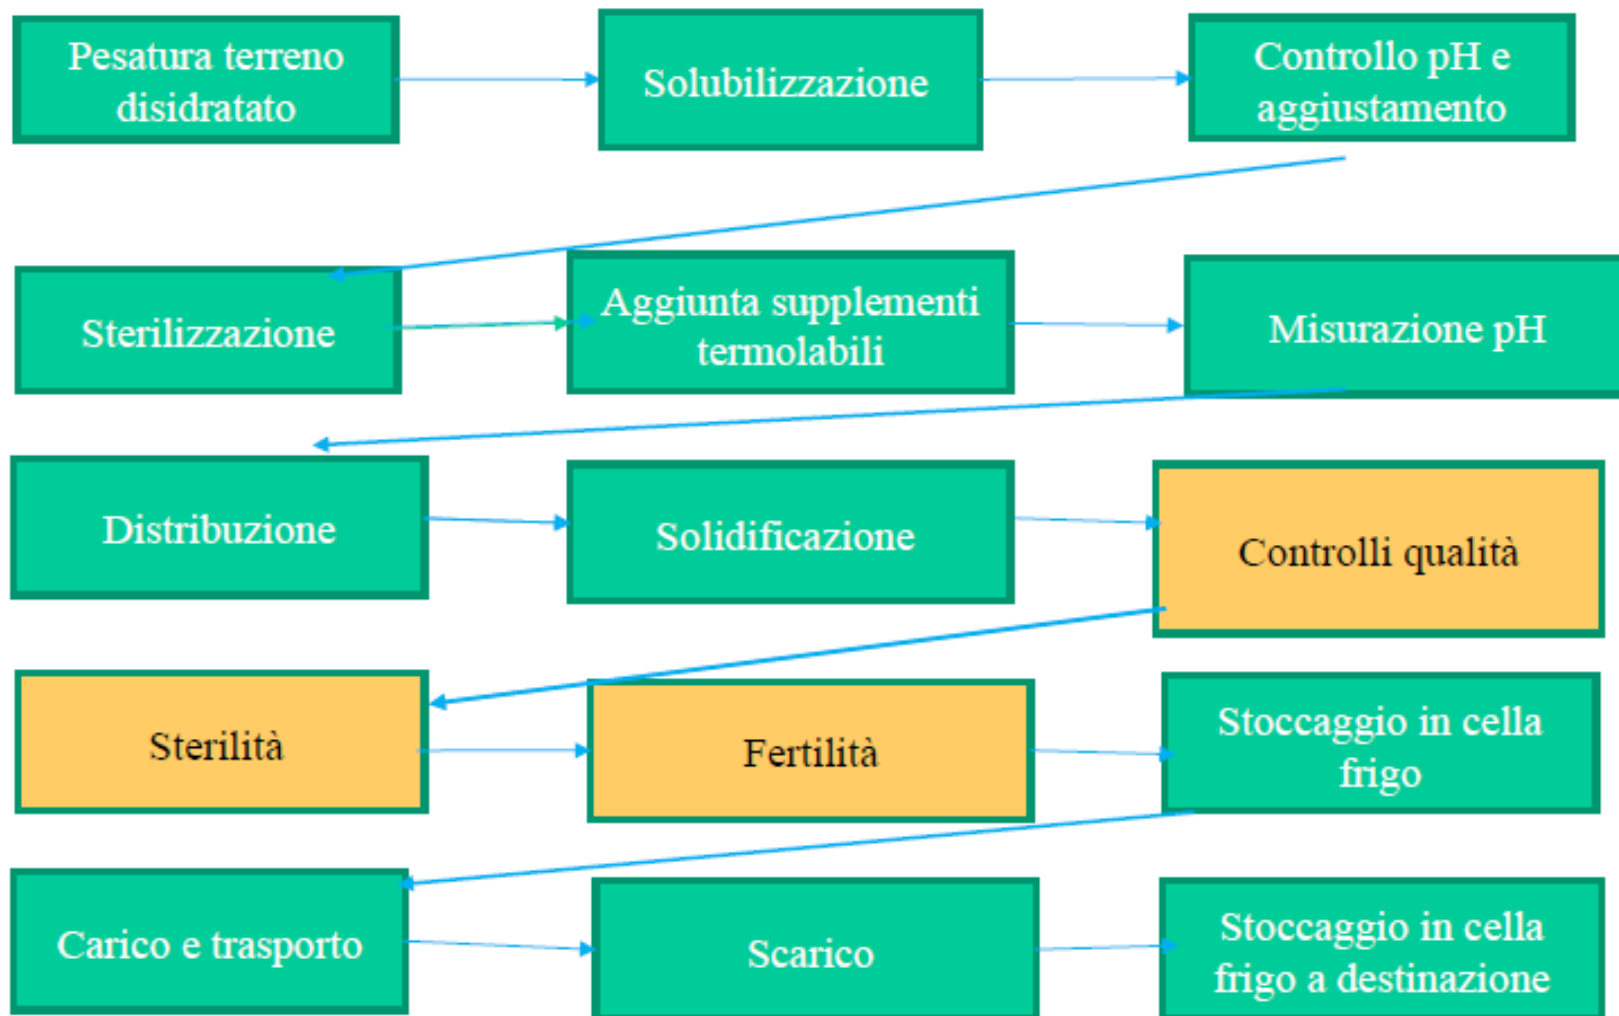 Pesatura terreno
disidratato
Solubilizzazione
Controllo pH e
aggiustamento
Sterilizzazione
Aggiunta supplementi
termolabili
Misurazione pH
Distribuzione
Solidificazione
Controlli qualità
Sterilità
Fertilità
Stoccaggio in cella
frigo
Carico e trasporto
Scarico
Stoccaggio in cella
frigo a destinazione